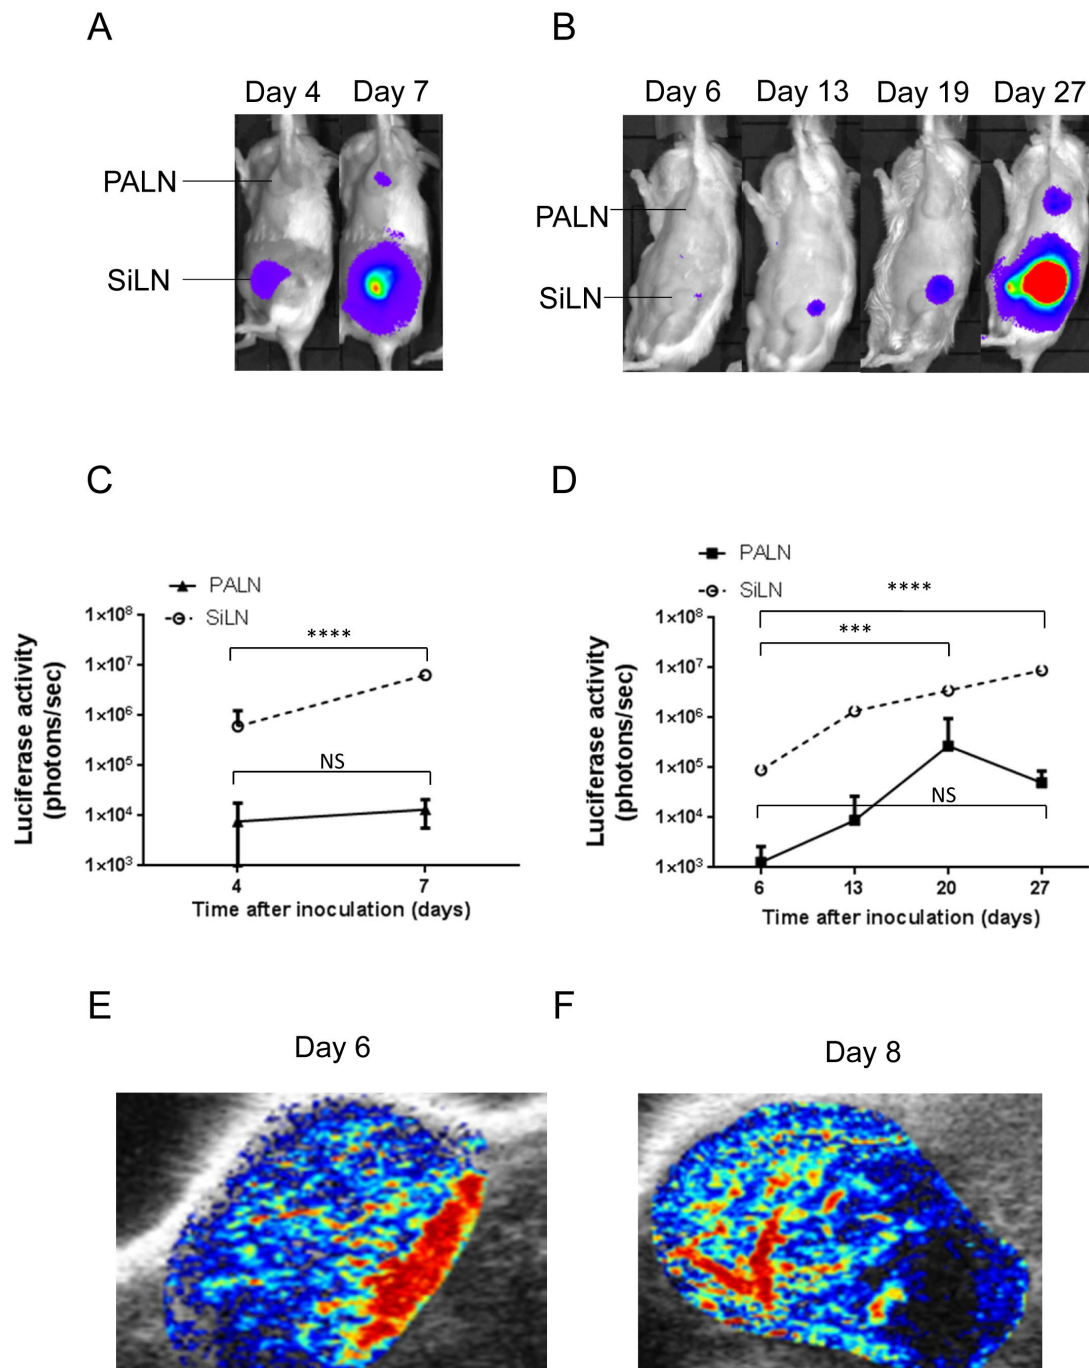 A
B
Day 4 Day 7
Day 6 Day 13 Day 19 Day 27
PALN
SiLN
PALN
SiLN
C
D
PALN
SiLN
1×10⁸
1×10⁷
1×10⁶
1×10⁵
1×10⁴
1×10³
Luciferase activity
(photons/sec)
****
NS
4 7
Time after inoculation (days)
PALN
SiLN
1×10⁸
1×10⁷
1×10⁶
1×10⁵
1×10⁴
1×10³
Luciferase activity
(photons/sec)
****
***
NS
6 13 20 27
Time after inoculation (days)
E
F
Day 6
Day 8